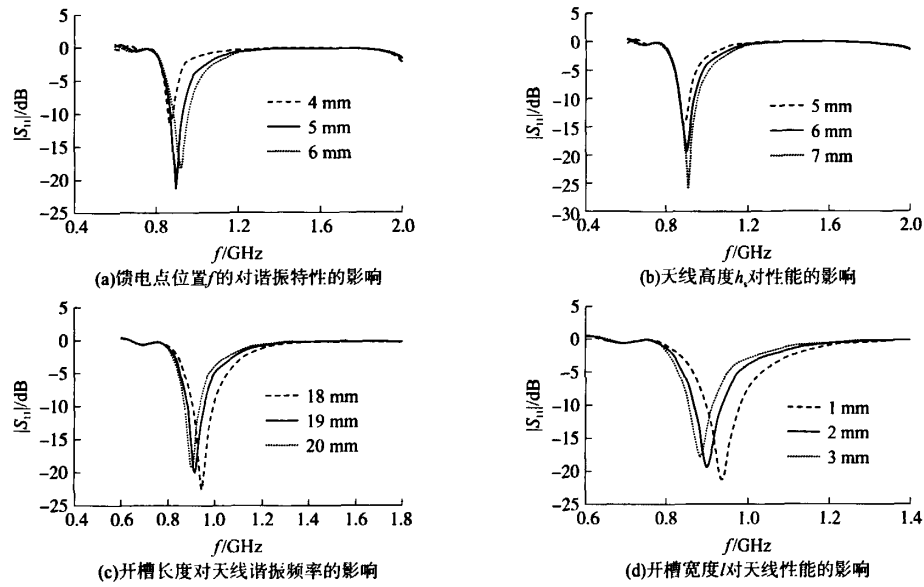 5
0
−5
−10
−15
−20
−25
|S₁₁|/dB
4 mm
5 mm
6 mm
0.4 0.8 1.2 1.6 2.0
f/GHz
(a)馈电点位置f的对谐振特性的影响
5
0
−5
−10
−15
−20
−25
−30
|S₁₁|/dB
5 mm
6 mm
7 mm
0.4 0.8 1.2 1.6 2.0
f/GHz
(b)天线高度hₛ对性能的影响
5
0
−5
−10
−15
−20
−25
|S₁₁|/dB
18 mm
19 mm
20 mm
0.4 0.6 0.8 1.0 1.2 1.4 1.6 1.8
f/GHz
(c)开槽长度对天线谐振频率的影响
5
0
−5
−10
−15
−20
−25
|S₁₁|/dB
1 mm
2 mm
3 mm
0.6 0.8 1.0 1.2 1.4
f/GHz
(d)开槽宽度l对天线性能的影响